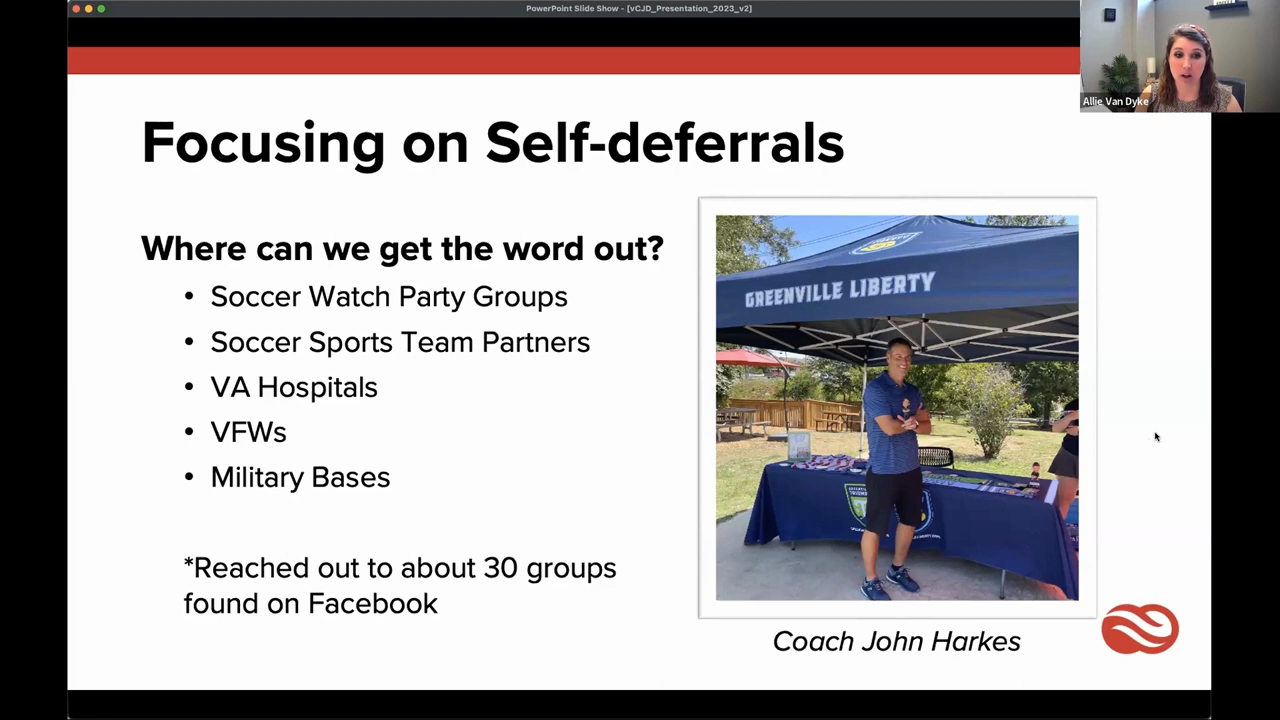 PowerPoint Slide Show - [vCJD_Presentation_2023_v2]
Allie Van Dyke
Focusing on Self-deferrals
Where can we get the word out?
• Soccer Watch Party Groups
• Soccer Sports Team Partners
• VA Hospitals
• VFWs
• Military Bases
*Reached out to about 30 groups
found on Facebook
GREENVILLE LIBERTY
Coach John Harkes